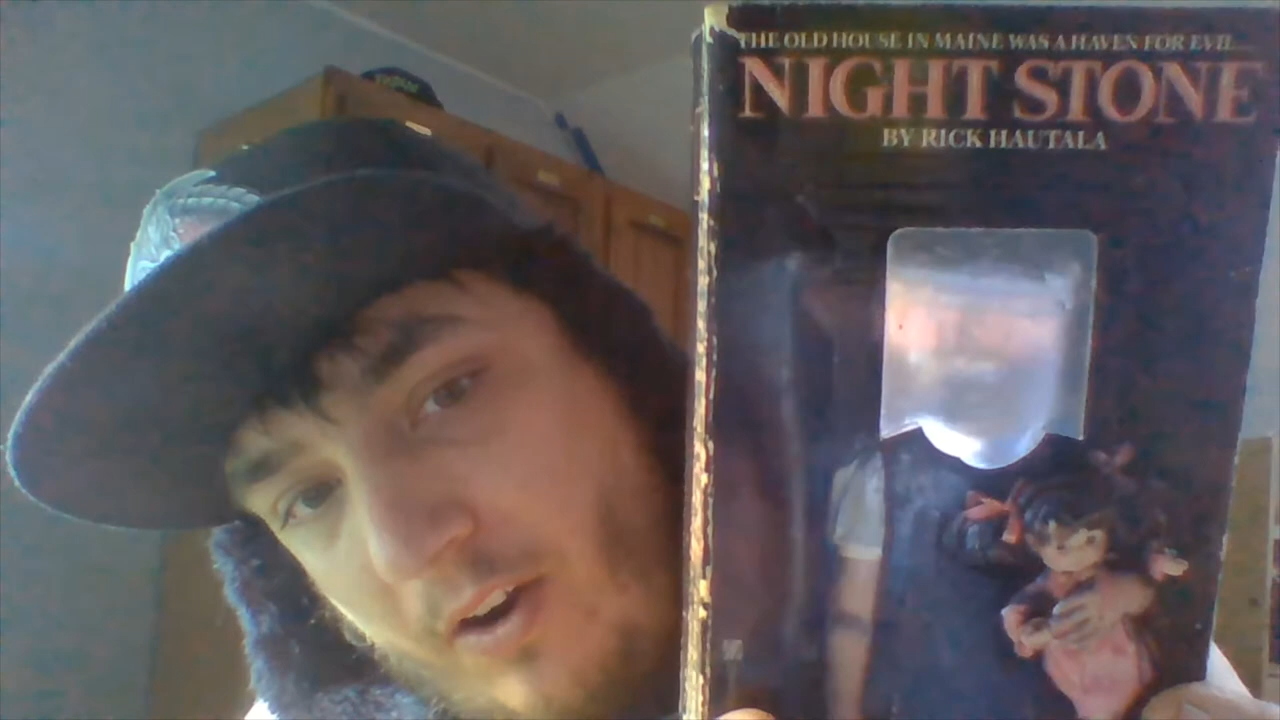 THE OLD HOUSE IN MAINE WAS A HAVEN FOR EVIL...
NIGHT STONE
BY RICK HAUTALA